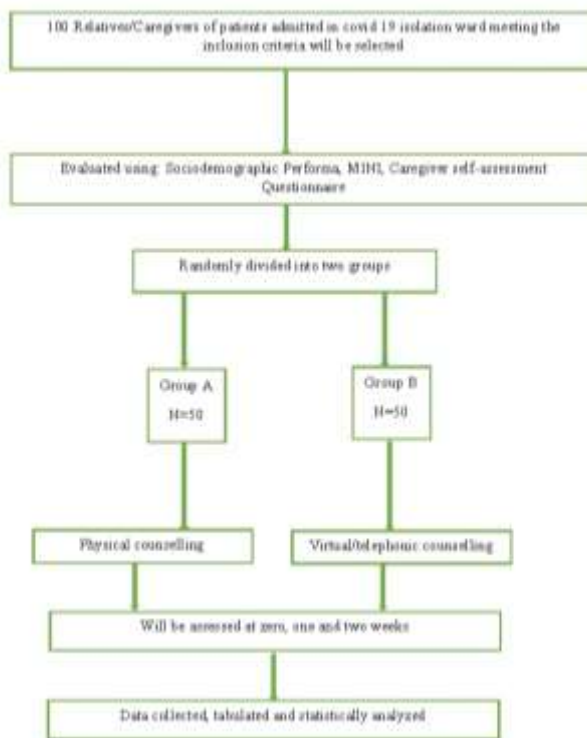 100 Relatives/Caregivers of patients admitted in covid 19 isolation ward meeting the
inclusion criteria will be selected
Evaluated using: Sociodemographic Performa, MINI, Caregiver self-assessment
Questionnaire
Randomly divided into two groups
Group A
N=50
Group B
N=50
Physical counselling
Virtual/telephonic counselling
Will be assessed at zero, one and two weeks
Data collected, tabulated and statistically analyzed